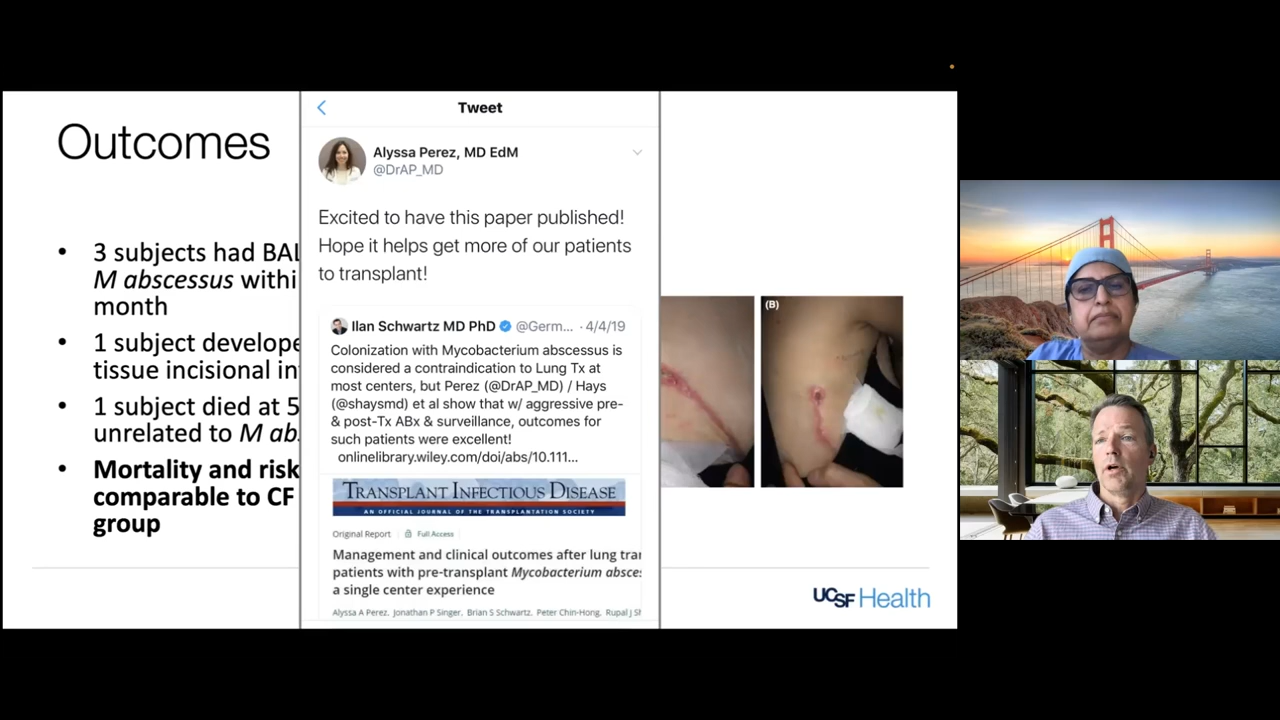 Outcomes
3 subjects had BAL
M abscessus withi
month
1 subject develope
tissue incisional in
1 subject died at 5
unrelated to M ab
Mortality and risk
comparable to CF
group
Tweet
Alyssa Perez, MD EdM
@DrAP_MD
Excited to have this paper published!
Hope it helps get more of our patients
to transplant!
Ilan Schwartz MD PhD @Germ... · 4/4/19
Colonization with Mycobacterium abscessus is
considered a contraindication to Lung Tx at
most centers, but Perez (@DrAP_MD) / Hays
(@shaysmd) et al show that w/ aggressive pre-
& post-Tx ABx & surveillance, outcomes for
such patients were excellent!
onlinelibrary.wiley.com/doi/abs/10.111...
TRANSPLANT INFECTIOUS DISEASE
AN OFFICIAL JOURNAL OF THE TRANSPLANTATION SOCIETY
Original Report Full Access
Management and clinical outcomes after lung tra
patients with pre-transplant Mycobacterium absce
a single center experience
Alyssa A Perez, Jonathan P Singer, Brian S Schwartz, Peter Chin-Hong, Rupal J Sh
(B)
UCSF Health